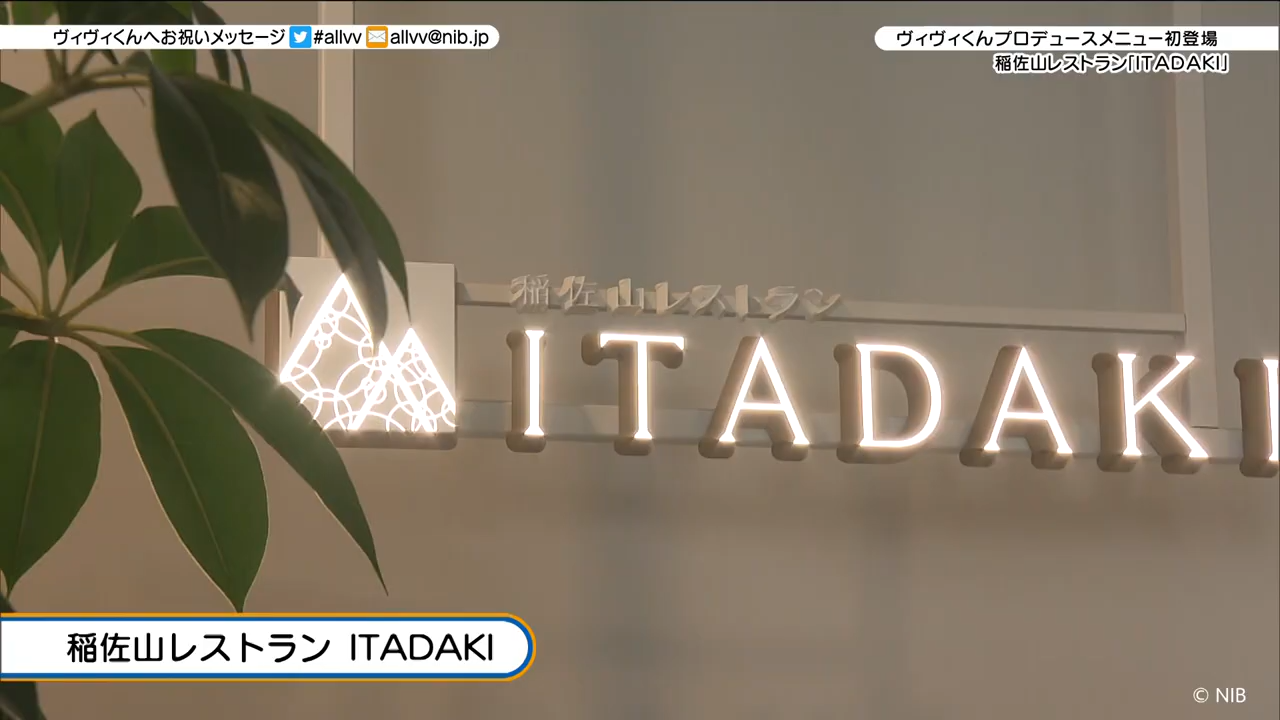 ヴィヴィくんへお祝いメッセージ #allvv allvv@nib.jp
ヴィヴィくんプロデュースメニュー初登場
稲佐山レストラン「ITADAKI」
稲佐山レストラン
ITADAKI
稲佐山レストラン ITADAKI
© NIB